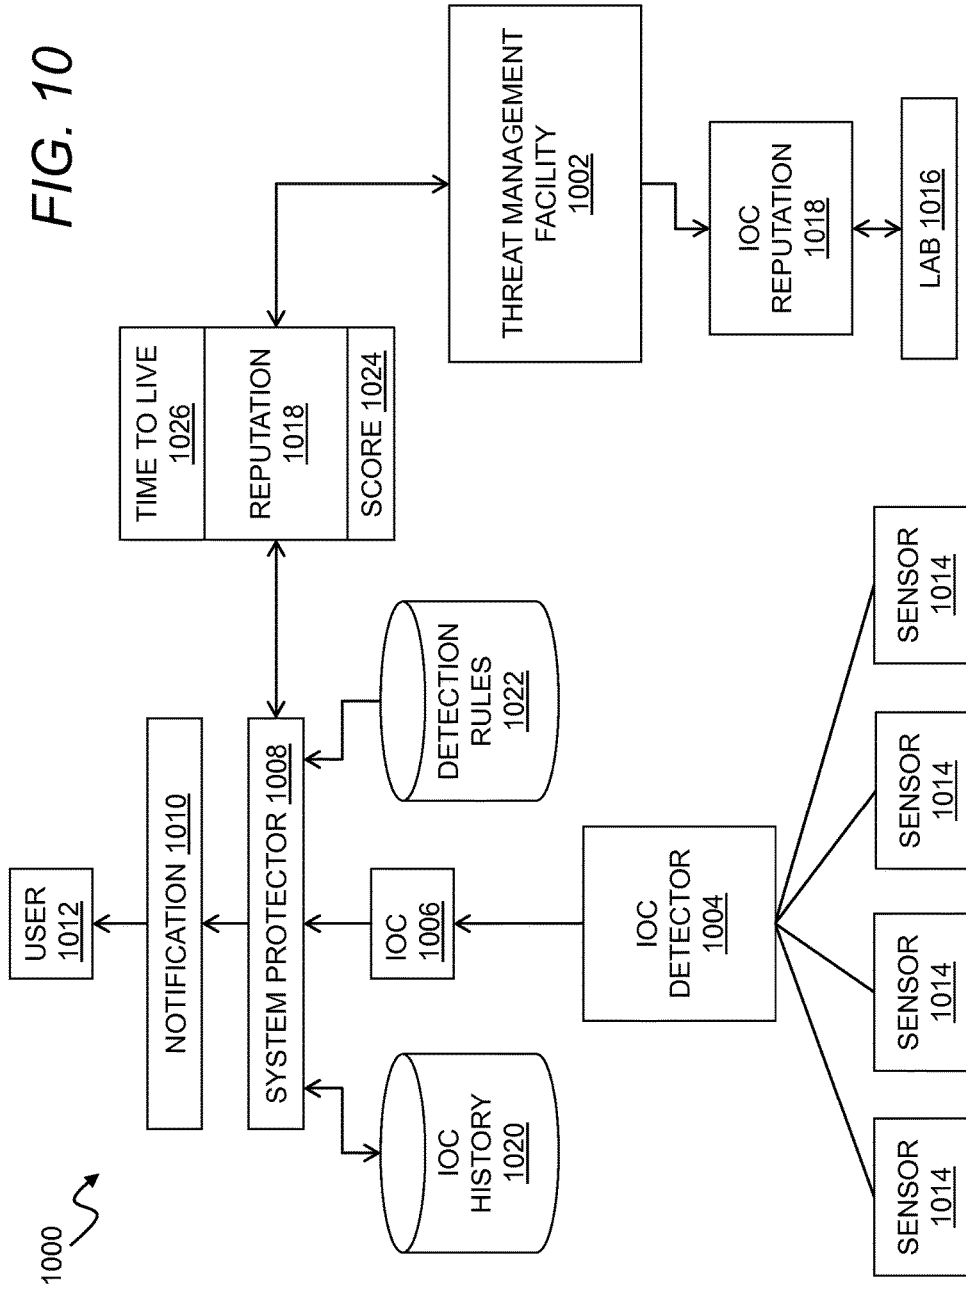 FIG. 10
1000
USER
1012
NOTIFICATION 1010
SYSTEM PROTECTOR 1008
TIME TO LIVE
1026
REPUTATION
1018
SCORE 1024
IOC
1006
IOC
HISTORY
1020
DETECTION
RULES
1022
THREAT MANAGEMENT
FACILITY
1002
IOC
DETECTOR
1004
IOC
REPUTATION
1018
SENSOR
1014
SENSOR
1014
SENSOR
1014
SENSOR
1014
LAB 1016